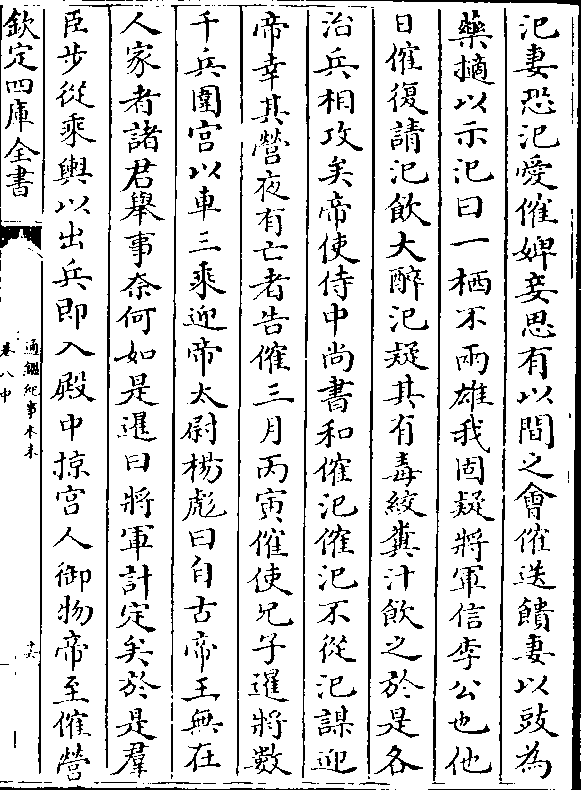 汜妻恐汜愛傕婢妾思有以間之會傕送饋妻以豉為
藥擿以示汜曰一栖不兩雄我固疑將軍信李公也他
日傕復請汜飲大醉汜疑其有毒絞糞汁飲之於是各
治兵相攻矣帝使侍中尚書和傕汜傕汜不從汜謀迎
帝幸其營夜有亡者告傕三月丙寅傕使兄子暹將數
千兵圍宫以車三乘迎帝太尉楊彪曰自古帝王無在
人家者諸君舉事奈何如是暹曰將軍計定矣於是羣
臣步從乘輿以出兵即入殿中掠宫人御物帝至傕營
欽定四庫全書
通鑑紀事本末
卷八中
十六